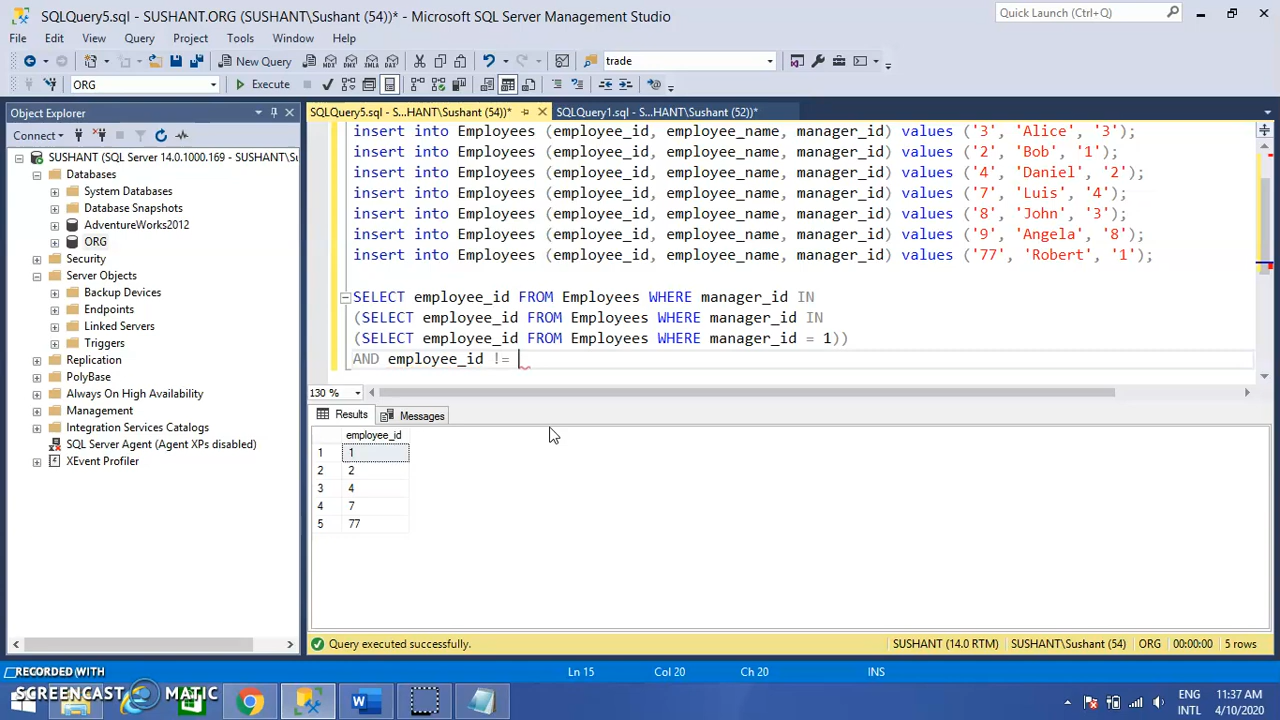 SQLQuery5.sql - SUSHANT.ORG (SUSHANT\Sushant (54))* - Microsoft SQL Server Management Studio
Quick Launch (Ctrl+Q)
File Edit View Query Project Tools Window Help
New Query
trade
ORG
Execute
Object Explorer
SQLQuery5.sql - S...HANT\Sushant (54))*
SQLQuery1.sql - S...HANT\Sushant (52))*
Connect
SUSHANT (SQL Server 14.0.1000.169 - SUSHANT\Su
Databases
System Databases
Database Snapshots
AdventureWorks2012
ORG
Security
Server Objects
Backup Devices
Endpoints
Linked Servers
Triggers
Replication
PolyBase
Always On High Availability
Management
Integration Services Catalogs
SQL Server Agent (Agent XPs disabled)
XEvent Profiler
insert into Employees (employee_id, employee_name, manager_id) values ('3', 'Alice', '3');
insert into Employees (employee_id, employee_name, manager_id) values ('2', 'Bob', '1');
insert into Employees (employee_id, employee_name, manager_id) values ('4', 'Daniel', '2');
insert into Employees (employee_id, employee_name, manager_id) values ('7', 'Luis', '4');
insert into Employees (employee_id, employee_name, manager_id) values ('8', 'John', '3');
insert into Employees (employee_id, employee_name, manager_id) values ('9', 'Angela', '8');
insert into Employees (employee_id, employee_name, manager_id) values ('77', 'Robert', '1');
SELECT employee_id FROM Employees WHERE manager_id IN
(SELECT employee_id FROM Employees WHERE manager_id IN
(SELECT employee_id FROM Employees WHERE manager_id = 1))
AND employee_id !=
130 %
Results
Messages
employee_id
1 1
2 2
3 4
4 7
5 77
Query executed successfully.
SUSHANT (14.0 RTM)
SUSHANT\Sushant (54)
ORG
00:00:00
5 rows
Ln 15
Col 20
Ch 20
INS
RECORDED WITH
SCREENCAST MATIC
ENG
INTL
11:37 AM
4/10/2020